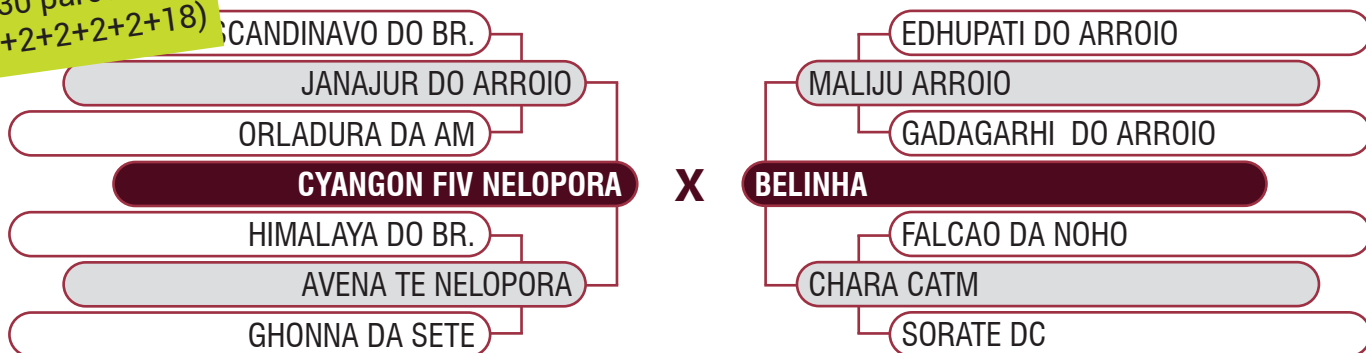 30
+2+2+2+2+18)
SCANDINAVO DO BR.
JANAJUR DO ARROIO
ORLADURA DA AM
CYANGON FIV NELOPORA
HIMALAYA DO BR.
AVENA TE NELOPORA
GHONNA DA SETE
X
EDHUPATI DO ARROIO
MALIJU ARROIO
GADAGARHI DO ARROIO
BELINHA
FALCAO DA NOHO
CHARA CATM
SORATE DC